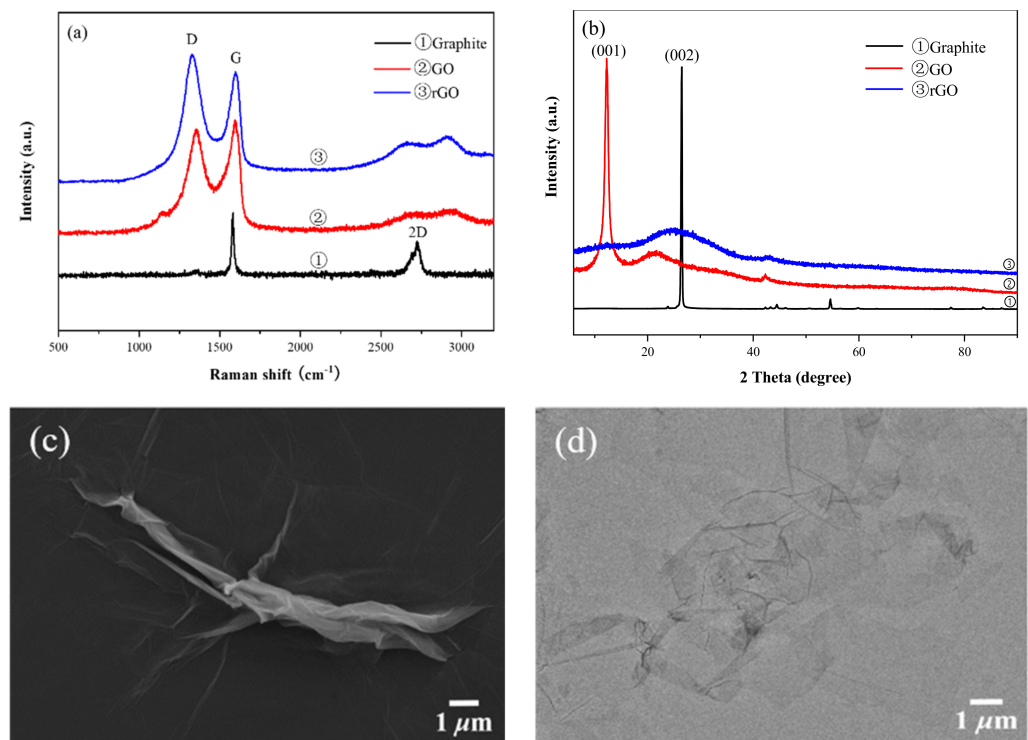 (a)
D
G
①Graphite
②GO
③rGO
③
②
2D
①
Intensity (a.u.)
500 1000 1500 2000 2500 3000
Raman shift (cm⁻¹)
(b)
(001)
(002)
①Graphite
②GO
③rGO
③
②
①
Intensity (a.u.)
20 40 60 80
2 Theta (degree)
(c)
1 μm
(d)
1 μm